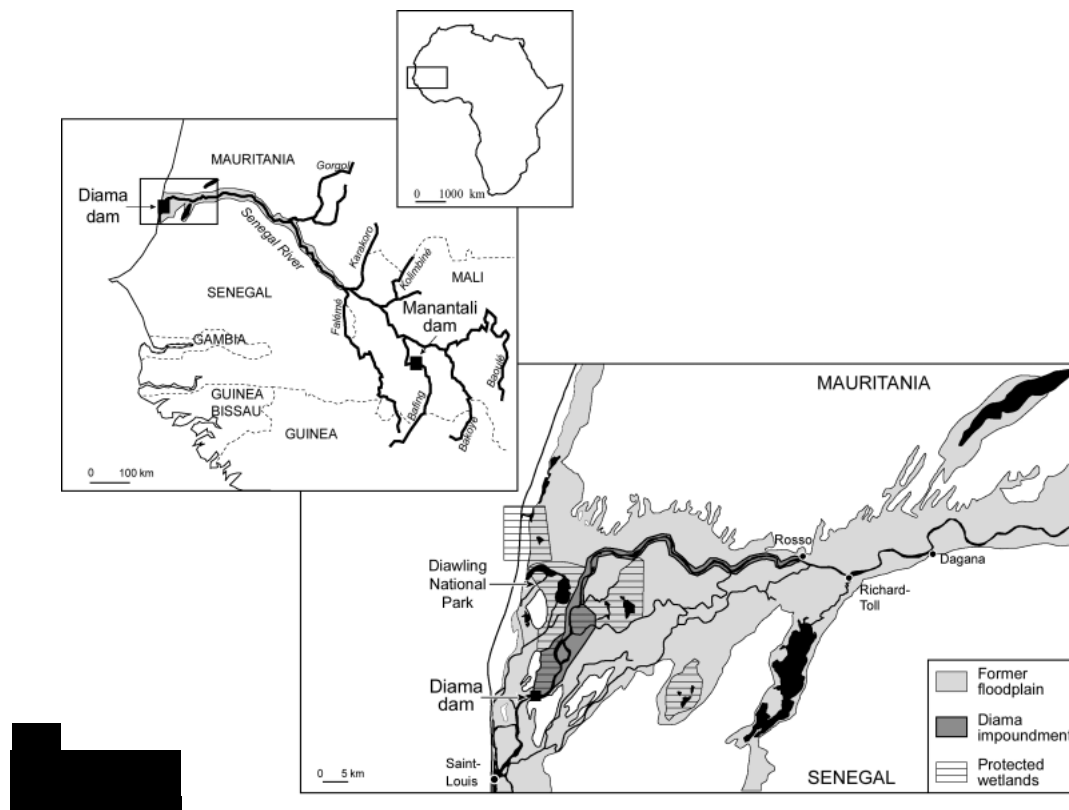 0 1000 km
MAURITANIA
Gorgol
Diama
dam
Senegal River
Karakoro
Kolimbiné
MALI
SENEGAL
Falémé
Manantali
dam
GAMBIA
Baoulé
GUINEA
BISSAU
Bafing
Bakoye
GUINEA
0 100 km
MAURITANIA
Rosso
Dagana
Diawling
National
Park
Richard-
Toll
Diama
dam
Saint-
Louis
0 5 km
SENEGAL
Former
floodplain
Diama
impoundment
Protected
wetlands